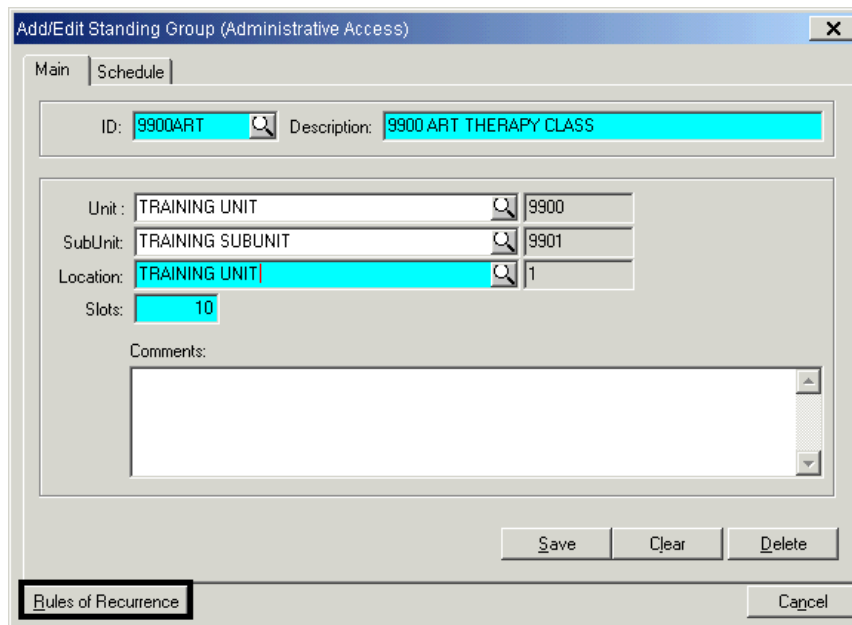 Add/Edit Standing Group (Administrative Access)
Main Schedule
ID: 9900ART Description: 9900 ART THERAPY CLASS
Unit : TRAINING UNIT 9900
SubUnit: TRAINING SUBUNIT 9901
Location: TRAINING UNIT 1
Slots: 10
Comments:
Save Clear Delete
Rules of Recurrence Cancel